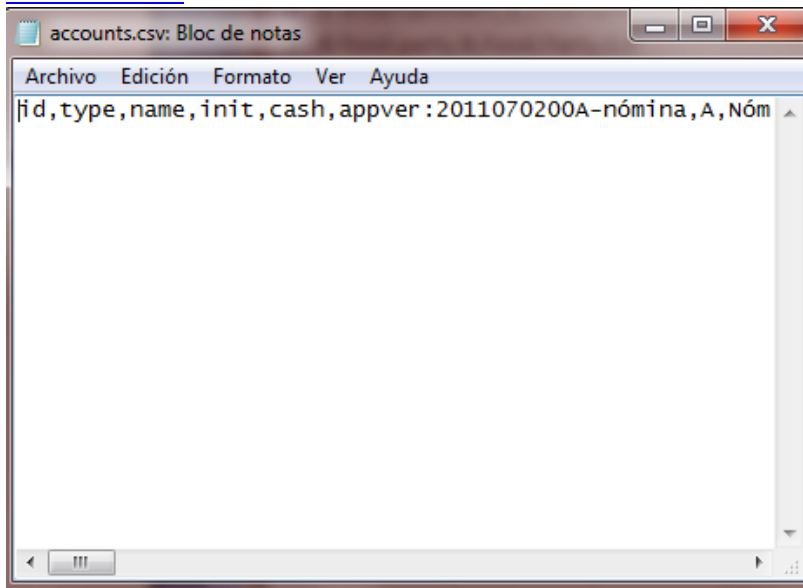 accounts.csv: Bloc de notas
Archivo Edición Formato Ver Ayuda
id,type,name,init,cash,appver:2011070200A-nómina,A,Nóm